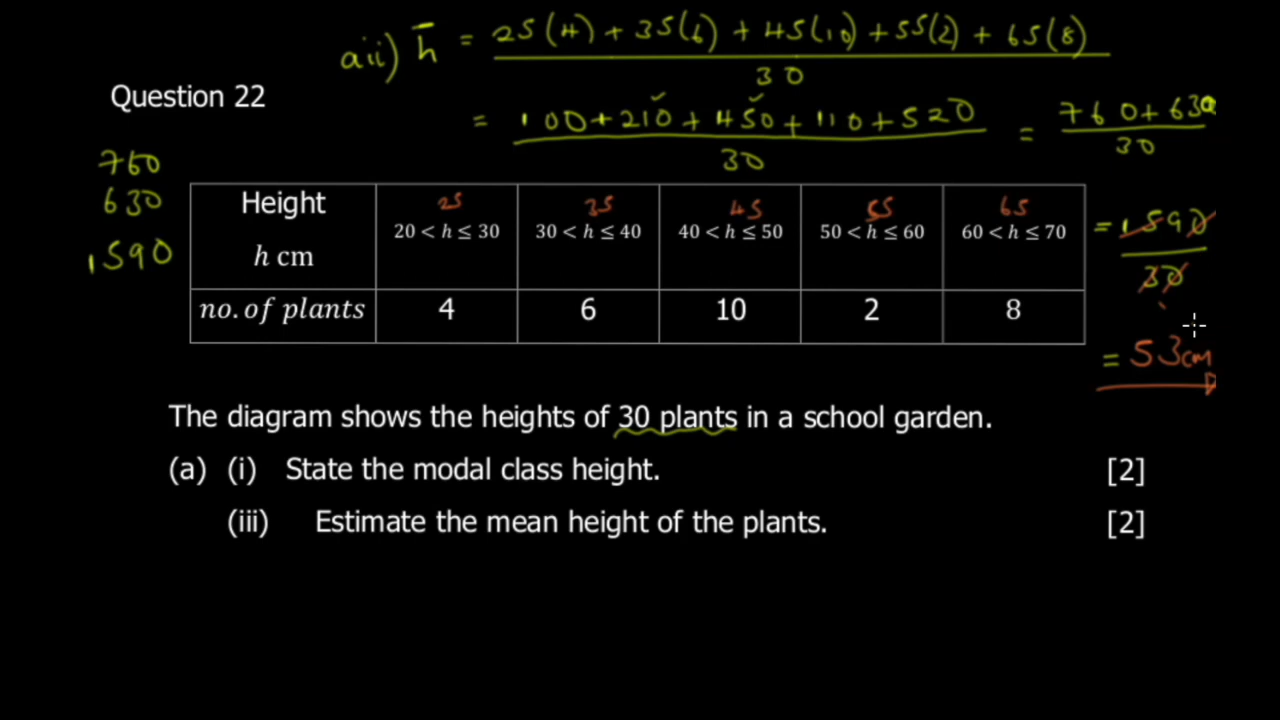 aii) h̄ = 25(4) + 35(6) + 45(10) + 55(2) + 65(8)
30
Question 22
= 100 + 210 + 450 + 110 + 520 = 760 + 630
30 30
760
630
1590
Height h cm
25 35 45 55 65
20 < h ≤ 30 30 < h ≤ 40 40 < h ≤ 50 50 < h ≤ 60 60 < h ≤ 70
no. of plants 4 6 10 2 8
= 1590
30
= 53cm
The diagram shows the heights of 30 plants in a school garden.
(a) (i) State the modal class height. [2]
(iii) Estimate the mean height of the plants. [2]